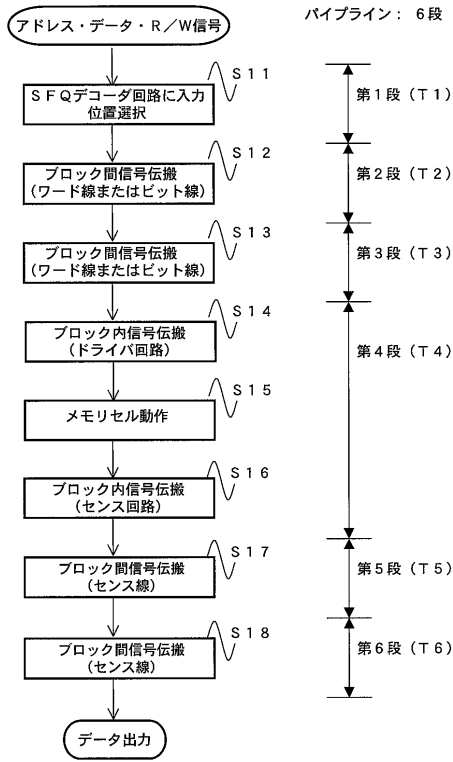 アドレス・データ・R／W信号
パイプライン： 6段
S11
SFQデコーダ回路に入力
位置選択
第1段（T1）
S12
ブロック間信号伝搬
（ワード線またはビット線）
第2段（T2）
S13
ブロック間信号伝搬
（ワード線またはビット線）
第3段（T3）
S14
ブロック内信号伝搬
（ドライバ回路）
第4段（T4）
S15
メモリセル動作
S16
ブロック内信号伝搬
（センス回路）
S17
ブロック間信号伝搬
（センス線）
第5段（T5）
S18
ブロック間信号伝搬
（センス線）
第6段（T6）
データ出力